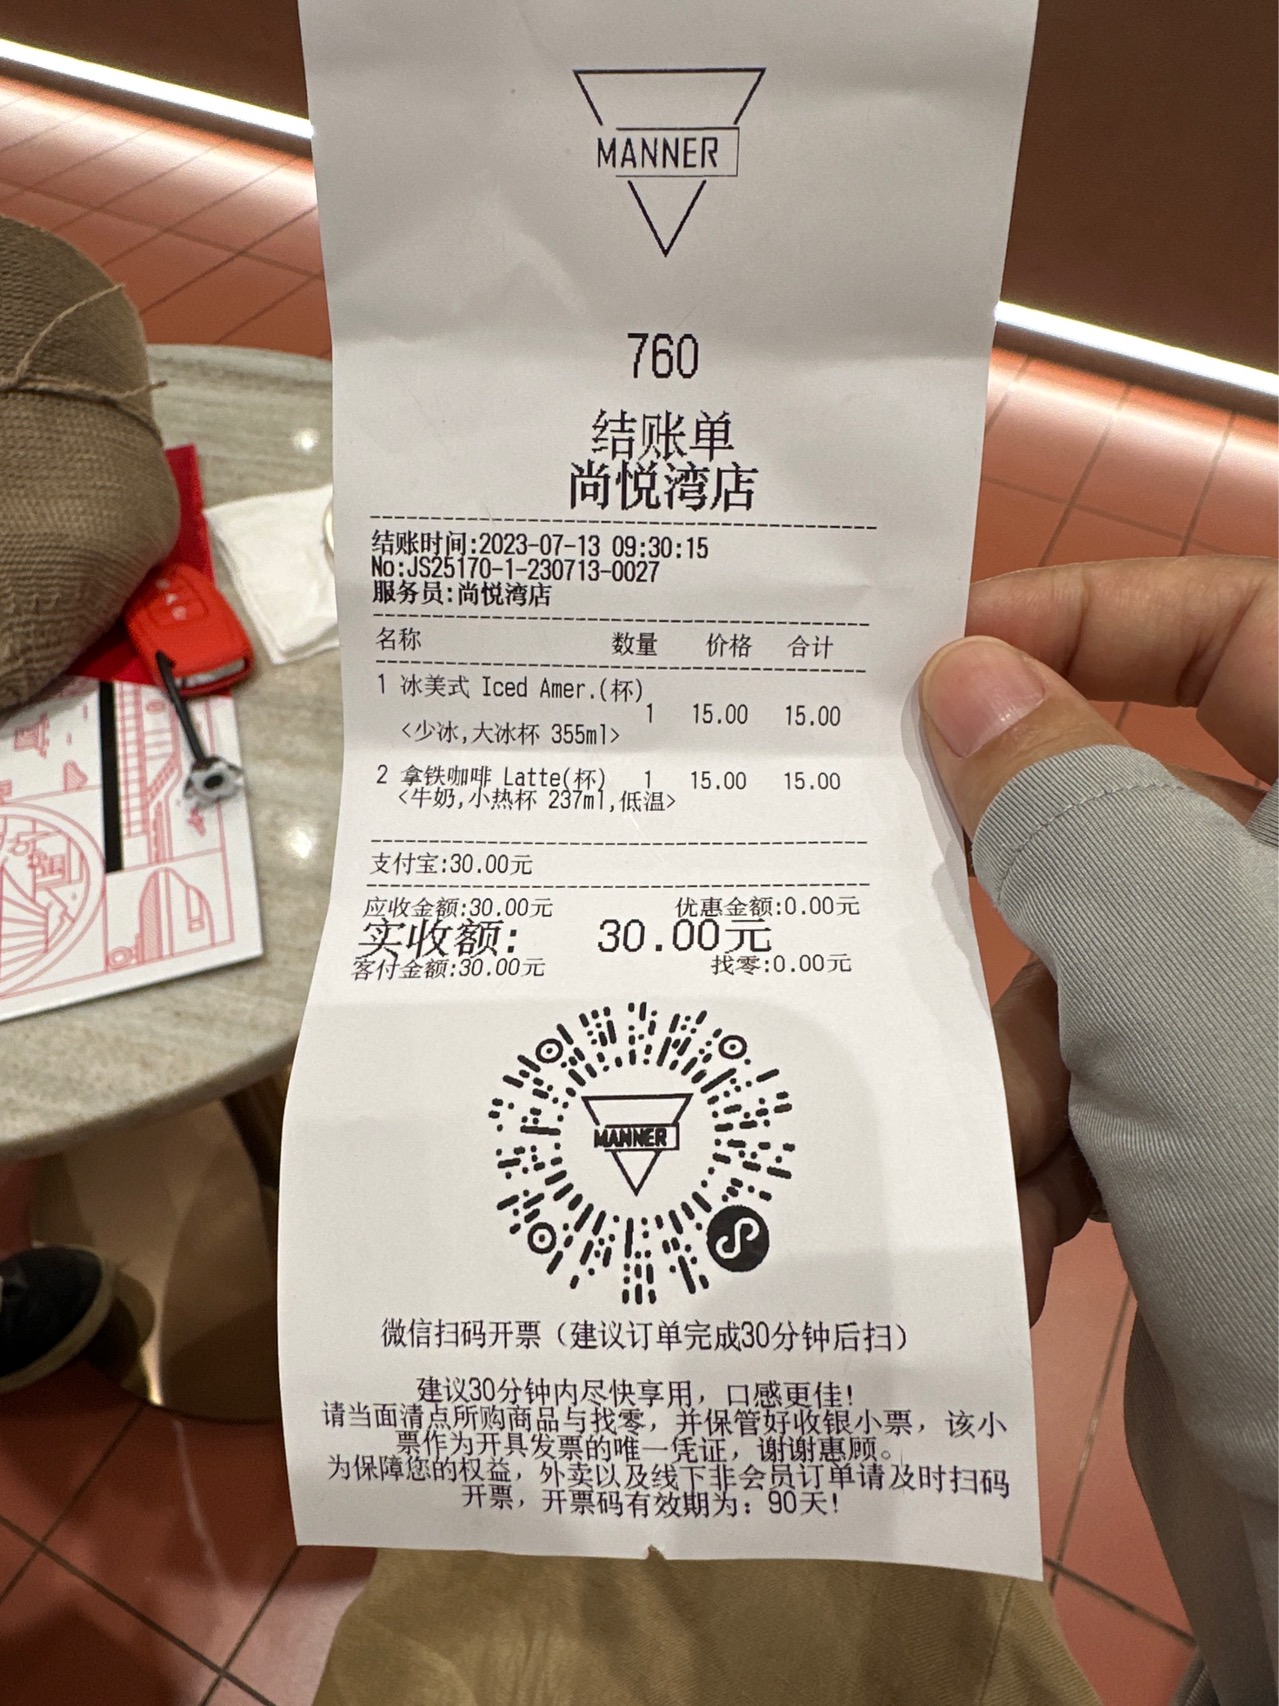 MANNER
760
结账单
尚悦湾店
结账时间:2023-07-13 09:30:15
No:JS25170-1-230713-0027
服务员:尚悦湾店
名称 数量 价格 合计
1 冰美式 Iced Amer.(杯)
1 15.00 15.00
<少冰,大冰杯 355ml>
2 拿铁咖啡 Latte(杯) 1 15.00 15.00
<牛奶,小热杯 237ml,低温>
支付宝:30.00元
应收金额:30.00元 优惠金额:0.00元
实收额: 30.00元
客付金额:30.00元 找零:0.00元
MANNER
微信扫码开票（建议订单完成30分钟后扫）
建议30分钟内尽快享用，口感更佳！
请当面清点所购商品与找零，并保管好收银小票，该小
票作为开具发票的唯一凭证，谢谢惠顾。
为保障您的权益，外卖以及线下非会员订单请及时扫码
开票，开票码有效期为：90天！